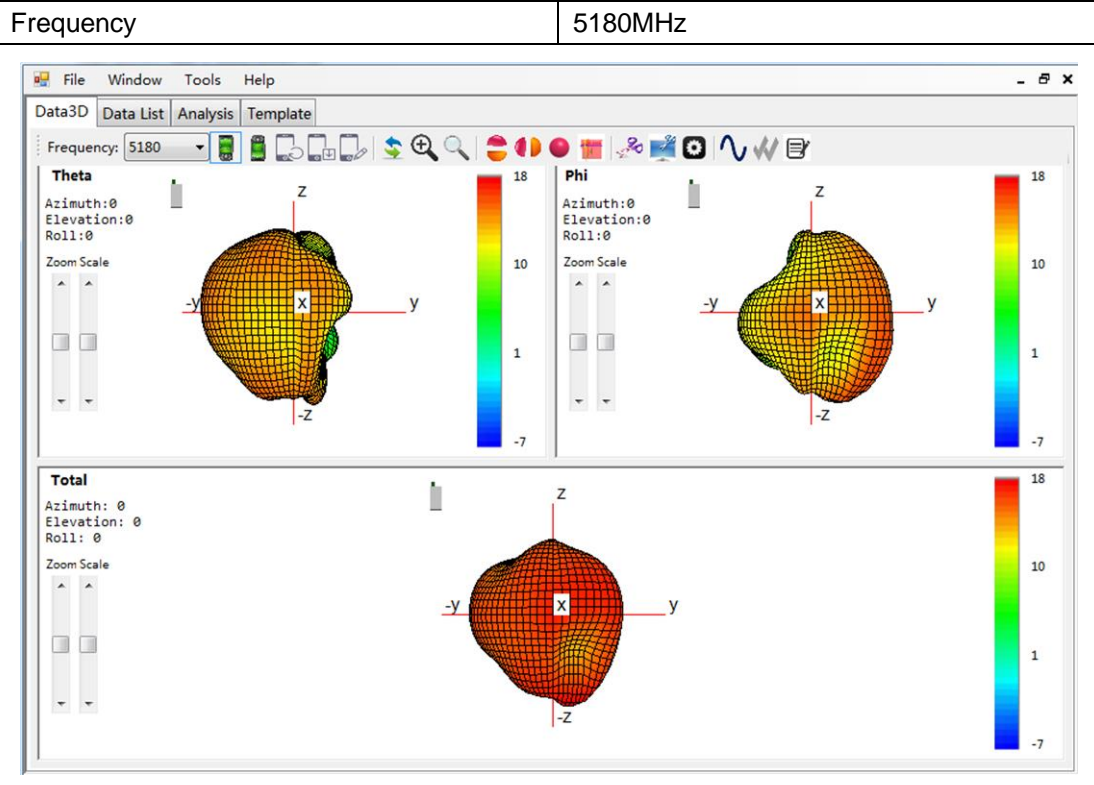 Frequency 5180MHz
File Window Tools Help
Data3D Data List Analysis Template
Frequency: 5180
Theta
Azimuth:0
Elevation:0
Roll:0
Zoom Scale
z
-y
x
y
-z
18
10
1
-7
Phi
Azimuth:0
Elevation:0
Roll:0
Zoom Scale
z
-y
x
y
-z
18
10
1
-7
Total
Azimuth: 0
Elevation: 0
Roll: 0
Zoom Scale
z
-y
x
y
-z
18
10
1
-7